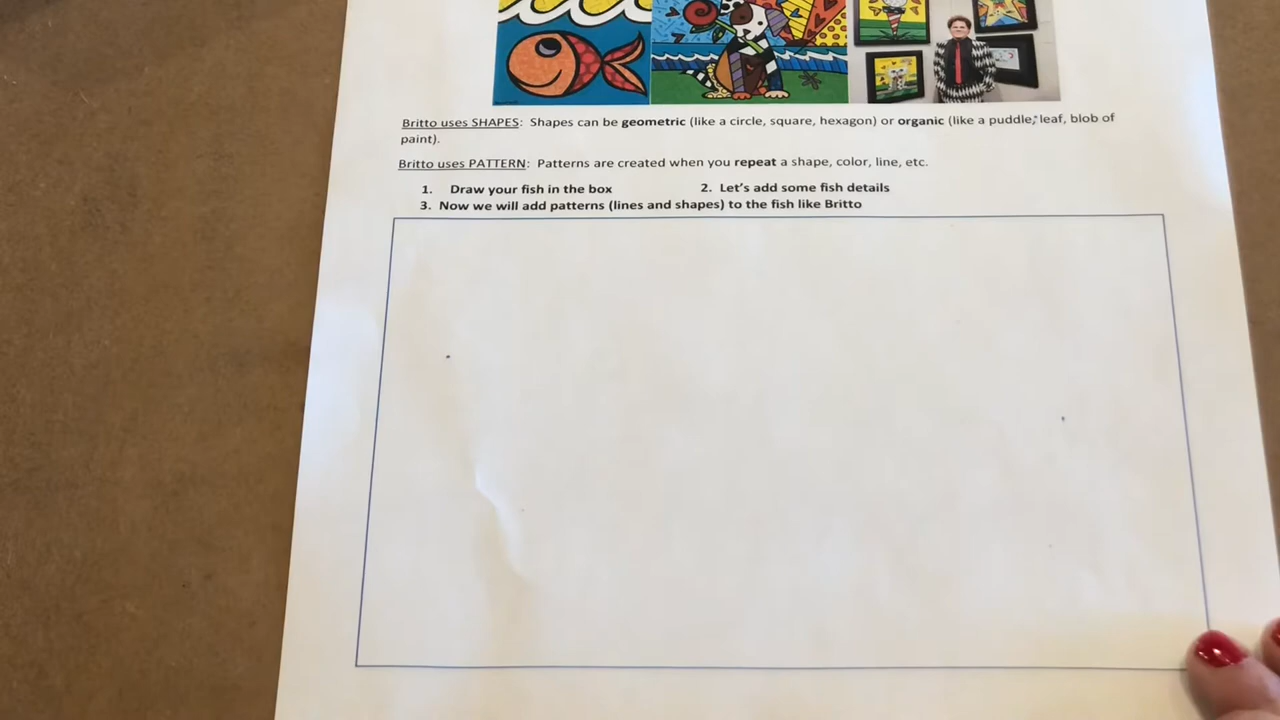 Britto uses SHAPES: Shapes can be geometric (like a circle, square, hexagon) or organic (like a puddle, leaf, blob of
paint).
Britto uses PATTERN: Patterns are created when you repeat a shape, color, line, etc.
1. Draw your fish in the box 2. Let's add some fish details
3. Now we will add patterns (lines and shapes) to the fish like Britto